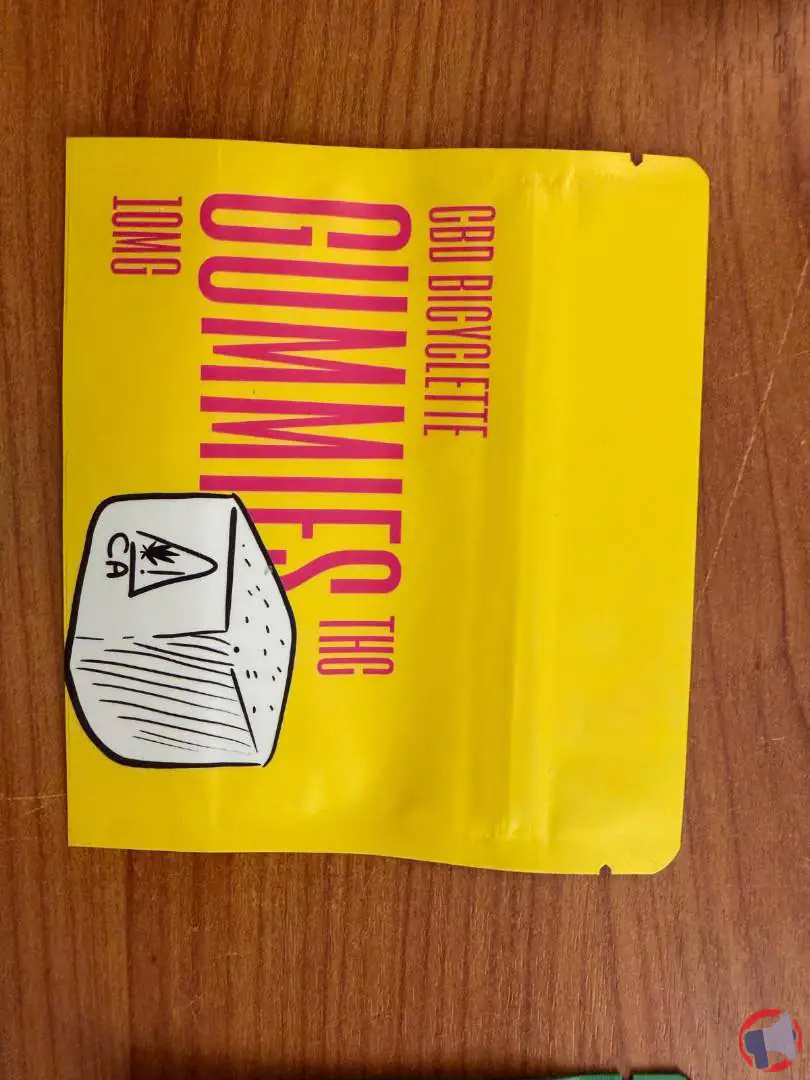 CBD BICYCLETTE
GUMMIES THC
10MG
! CA